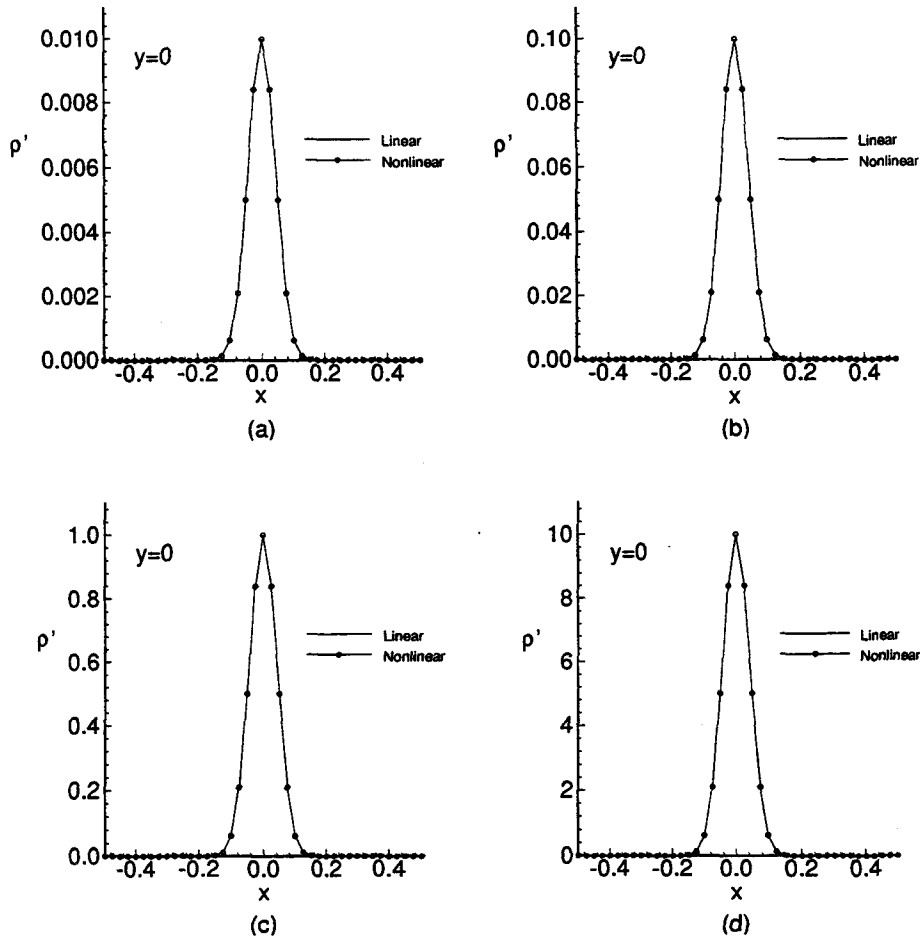 0.010
y=0
0.008
ρ'
Linear
Nonlinear
0.006
0.004
0.002
0.000
-0.4 -0.2 0.0 0.2 0.4
x
(a)
0.10
y=0
0.08
ρ'
Linear
Nonlinear
0.06
0.04
0.02
0.00
-0.4 -0.2 0.0 0.2 0.4
x
(b)
1.0
y=0
0.8
ρ'
Linear
Nonlinear
0.6
0.4
0.2
0.0
-0.4 -0.2 0.0 0.2 0.4
x
(c)
10
y=0
8
ρ'
Linear
Nonlinear
6
4
2
0
-0.4 -0.2 0.0 0.2 0.4
x
(d)